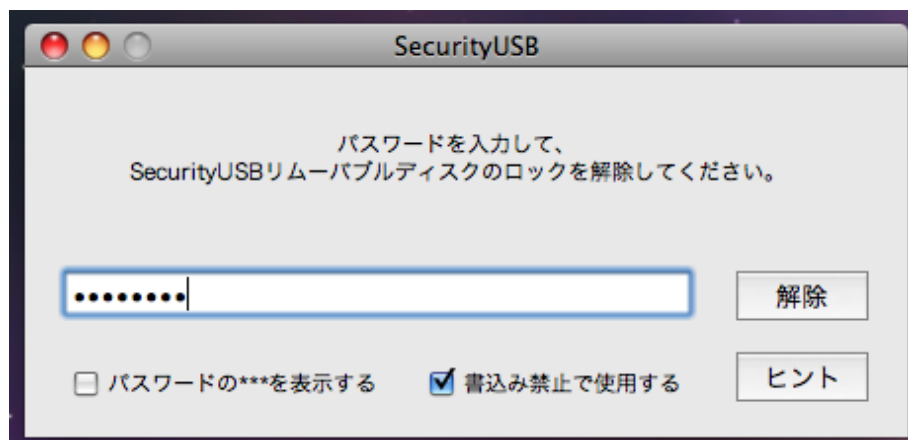 SecurityUSB
パスワードを入力して、
SecurityUSBリムーバブルディスクのロックを解除してください。
••••••••
解除
パスワードの***を表示する
書込み禁止で使用する
ヒント